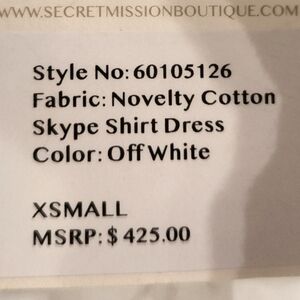 WWW.SECRETMISSIONBOUTIQUE.COM
Style No: 60105126
Fabric: Novelty Cotton
Skype Shirt Dress
Color: Off White
XSMALL
MSRP: $ 425.00